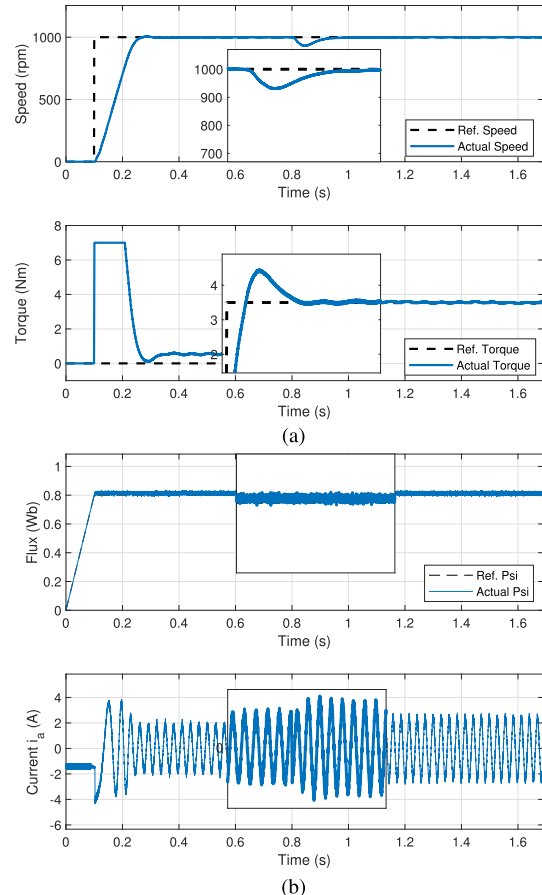 1000
500
0
Speed (rpm)
1000
900
800
700
Ref. Speed
Actual Speed
0 0.2 0.4 0.6 0.8 1 1.2 1.4 1.6
Time (s)
8
6
4
2
0
Torque (Nm)
4
3
2
Ref. Torque
Actual Torque
0 0.2 0.4 0.6 0.8 1 1.2 1.4 1.6
Time (s)
(a)
1
0.8
0.6
0.4
0.2
0
Flux (Wb)
Ref. Psi
Actual Psi
0 0.2 0.4 0.6 0.8 1 1.2 1.4 1.6
Time (s)
4
2
0
-2
-4
-6
Current i_a (A)
0
0 0.2 0.4 0.6 0.8 1 1.2 1.4 1.6
Time (s)
(b)